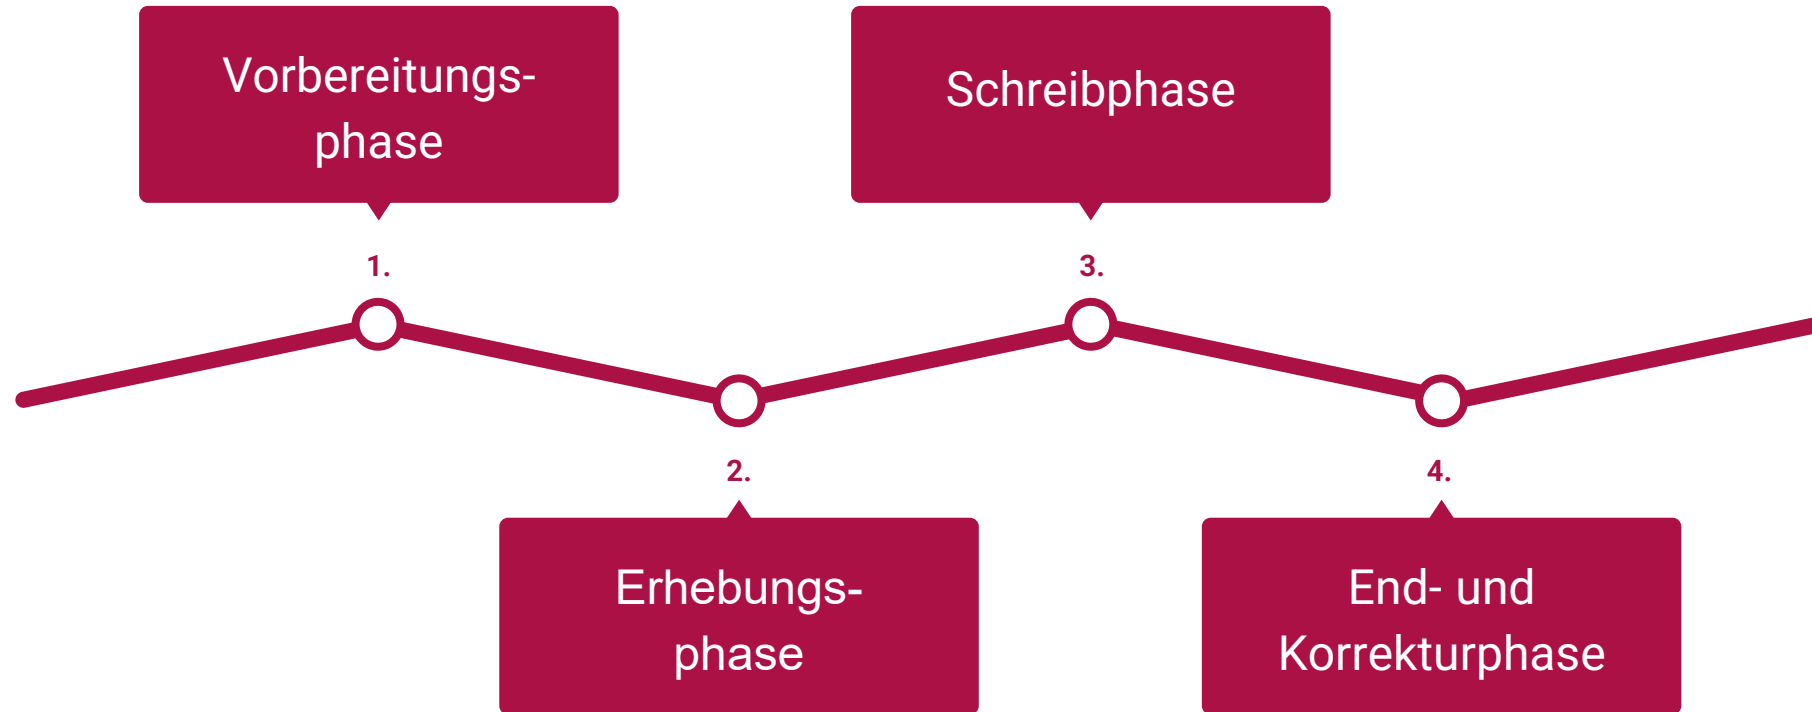 Vorbereitungs-
phase
1.
2.
Erhebungs-
phase
Schreibphase
3.
4.
End- und
Korrekturphase